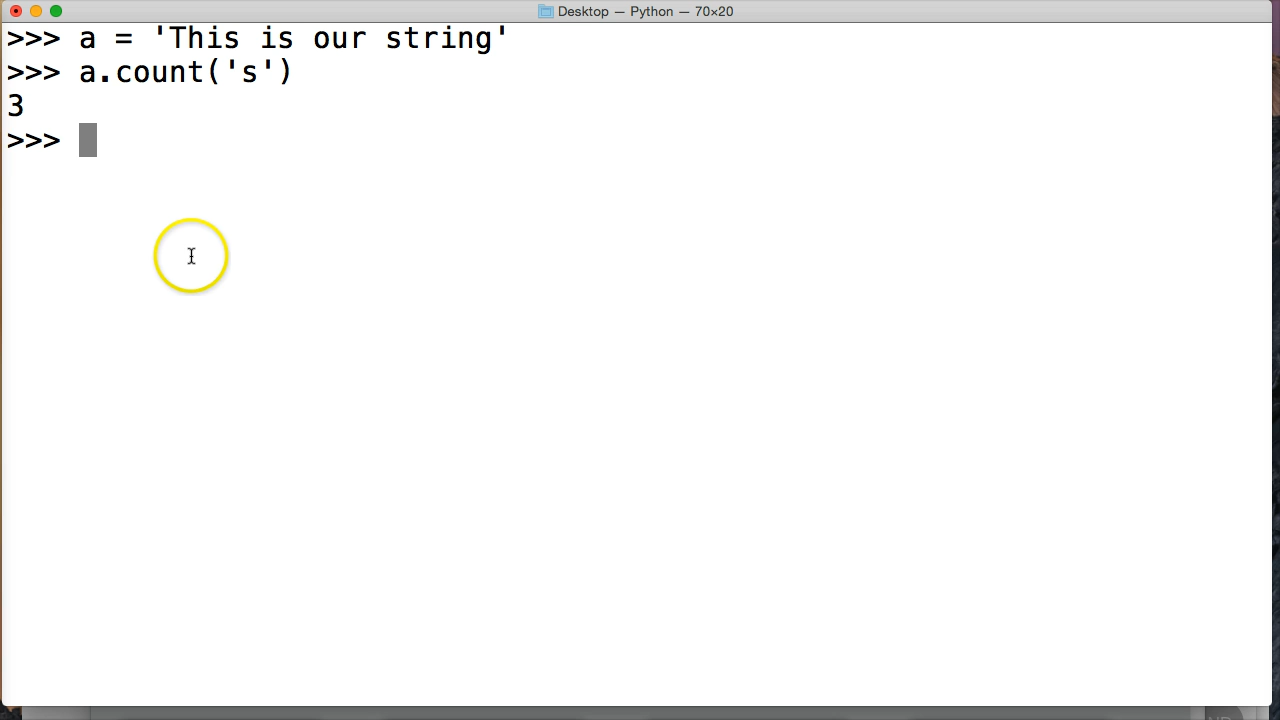 Desktop — Python — 70×20
>>> a = 'This is our string'
>>> a.count('s')
3
>>>